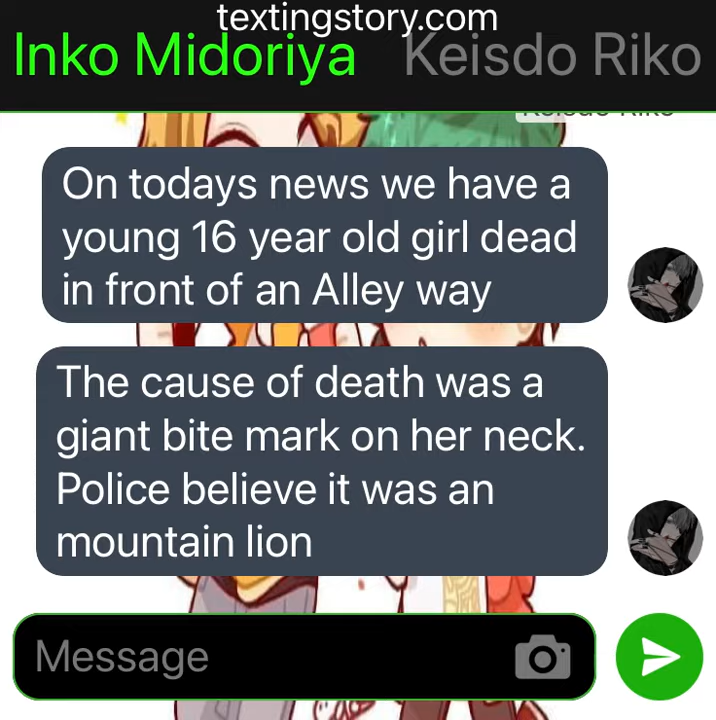 textingstory.com
Inko Midoriya Keisdo Riko
Keisdo Riko
On todays news we have a
young 16 year old girl dead
in front of an Alley way
The cause of death was a
giant bite mark on her neck.
Police believe it was an
mountain lion
Message